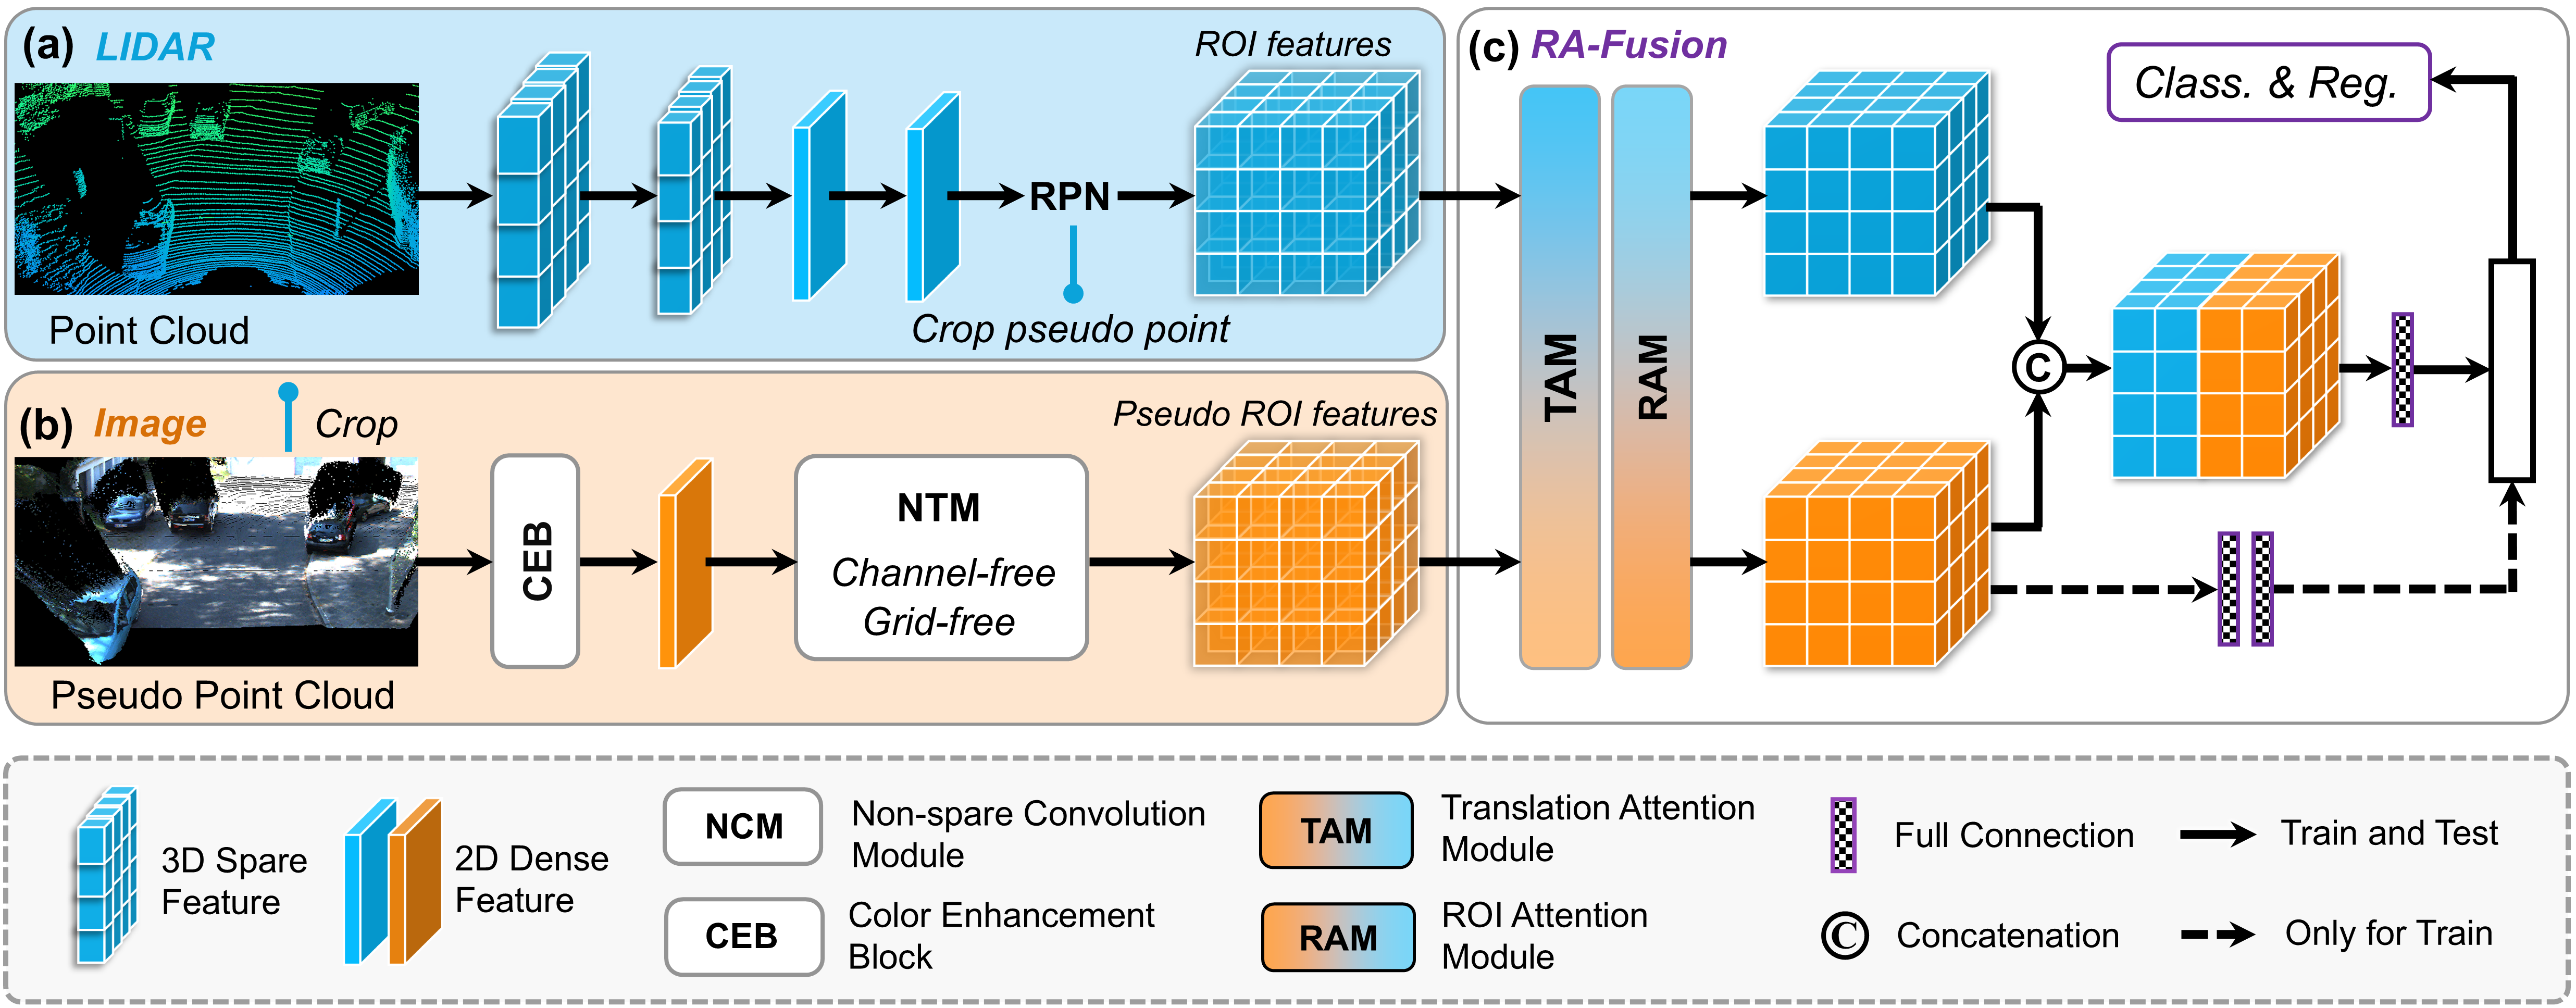 (a) LIDAR
ROI features
RPN
Crop pseudo point
Point Cloud
(b) Image
Crop
Pseudo ROI features
CEB
NTM
Channel-free
Grid-free
Pseudo Point Cloud
(c) RA-Fusion
Class. & Reg.
TAM
RAM
C
3D Spare
Feature
2D Dense
Feature
NCM
Non-spare Convolution
Module
CEB
Color Enhancement
Block
TAM
Translation Attention
Module
RAM
ROI Attention
Module
Full Connection
C
Concatenation
Train and Test
Only for Train